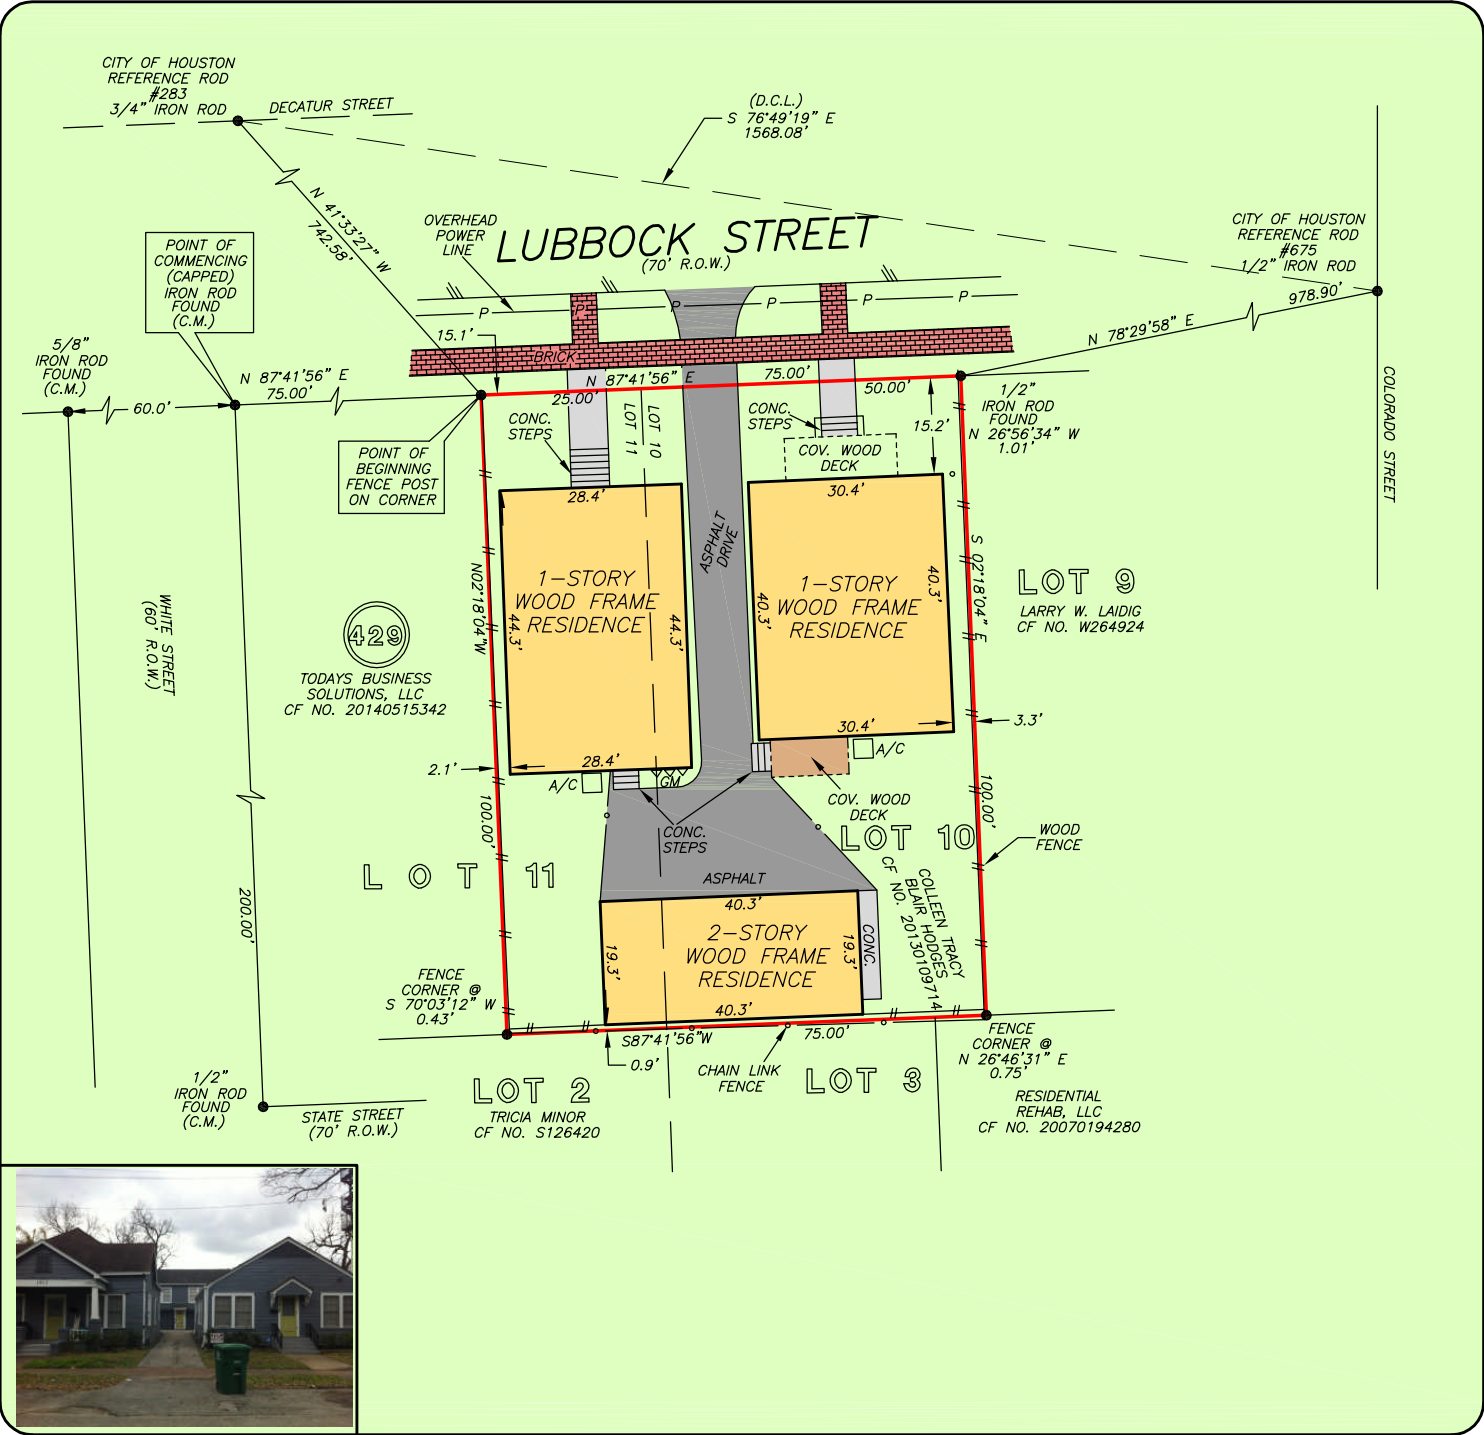 CITY OF HOUSTON
REFERENCE ROD
#283
3/4" IRON ROD
DECATUR STREET
(D.C.L.)
S 76°49'19" E
1568.08'
N 41°33'27" W
742.58'
OVERHEAD
POWER
LINE
LUBBOCK STREET
(70' R.O.W.)
CITY OF HOUSTON
REFERENCE ROD
#675
1/2" IRON ROD
978.90'
N 78°29'58" E
COLORADO STREET
POINT OF
COMMENCING
(CAPPED)
IRON ROD
FOUND
(C.M.)
5/8"
IRON ROD
FOUND
(C.M.)
60.0'
N 87°41'56" E
75.00'
15.1'
P
P
P
P
P
P
BRICK
N 87°41'56" E
75.00'
25.00'
50.00'
LOT 11
LOT 10
CONC.
STEPS
CONC.
STEPS
COV. WOOD
DECK
15.2'
1/2"
IRON ROD
FOUND
N 26°56'34" W
1.01'
POINT OF
BEGINNING
FENCE POST
ON CORNER
28.4'
30.4'
ASPHALT
DRIVE
1-STORY
WOOD FRAME
RESIDENCE
44.3'
44.3'
28.4'
1-STORY
WOOD FRAME
RESIDENCE
40.3'
40.3'
30.4'
N02°18'04"W
100.00'
S 02°18'04" E
100.00'
LOT 9
LARRY W. LAIDIG
CF NO. W264924
429
TODAYS BUSINESS
SOLUTIONS, LLC
CF NO. 20140515342
WHITE STREET
(60' R.O.W.)
200.00'
2.1'
3.3'
A/C
GM
A/C
COV. WOOD
DECK
CONC.
STEPS
LOT 10
WOOD
FENCE
LOT 11
ASPHALT
COLLEEN TRACY
BLAIR HODGES
CF NO. 20130109714
40.3'
2-STORY
WOOD FRAME
RESIDENCE
19.3'
19.3'
40.3'
CONC.
FENCE
CORNER @
S 70°03'12" W
0.43'
S87°41'56"W
75.00'
0.9'
CHAIN LINK
FENCE
FENCE
CORNER @
N 26°46'31" E
0.75'
LOT 2
TRICIA MINOR
CF NO. S126420
LOT 3
RESIDENTIAL
REHAB, LLC
CF NO. 20070194280
1/2"
IRON ROD
FOUND
(C.M.)
STATE STREET
(70' R.O.W.)